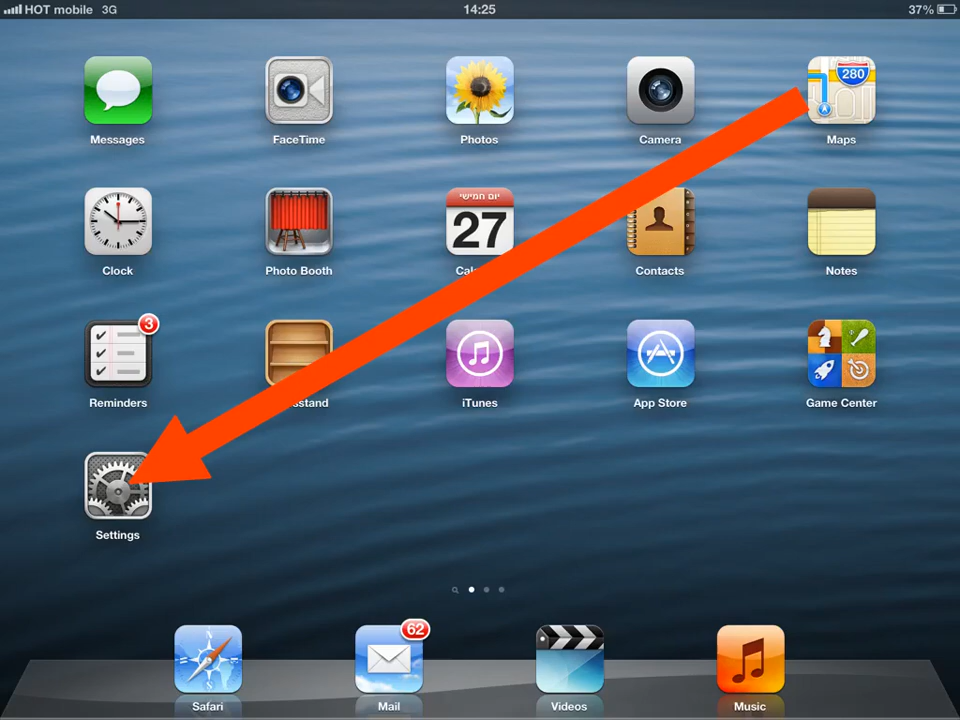 HOT mobile 3G 14:25 37%
280
Messages FaceTime Photos Camera Maps
יום חמישי
27
Clock Photo Booth Contacts Notes
3
Reminders iTunes App Store Game Center
Settings
62
Safari Mail Videos Music